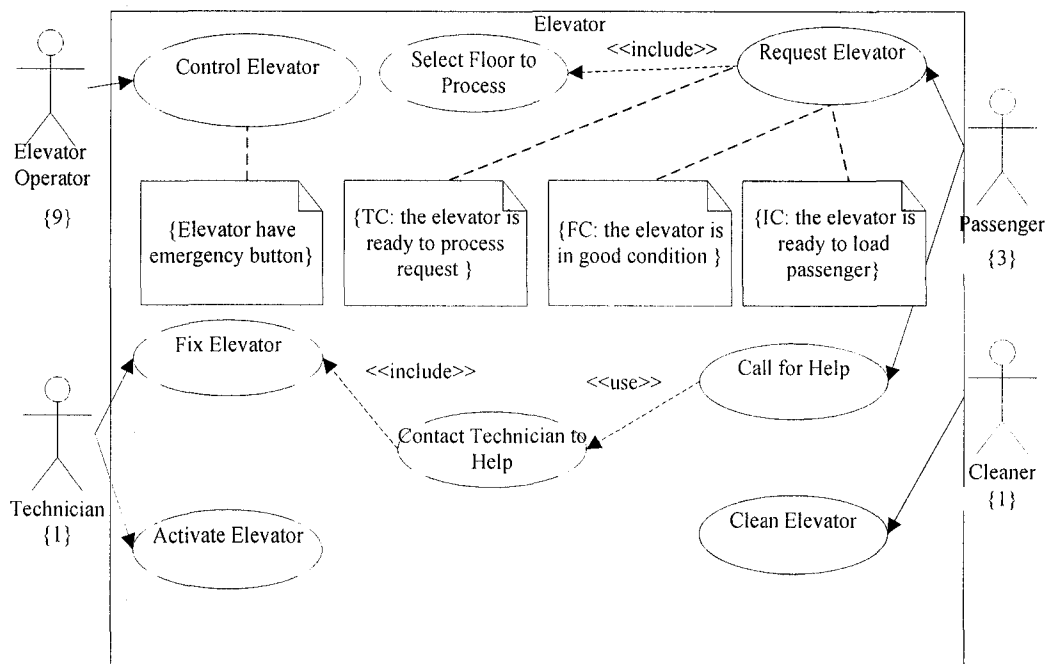 Elevator
Control Elevator
Select Floor to
Process
<<include>>
Request Elevator
Elevator
Operator
{9}
{Elevator have
emergency button}
{TC: the elevator is
ready to process
request }
{FC: the elevator is
in good condition }
{IC: the elevator is
ready to load
passenger}
Passenger
{3}
Fix Elevator
<<include>>
<<use>>
Call for Help
Contact Technician to
Help
Technician
{1}
Cleaner
{1}
Activate Elevator
Clean Elevator